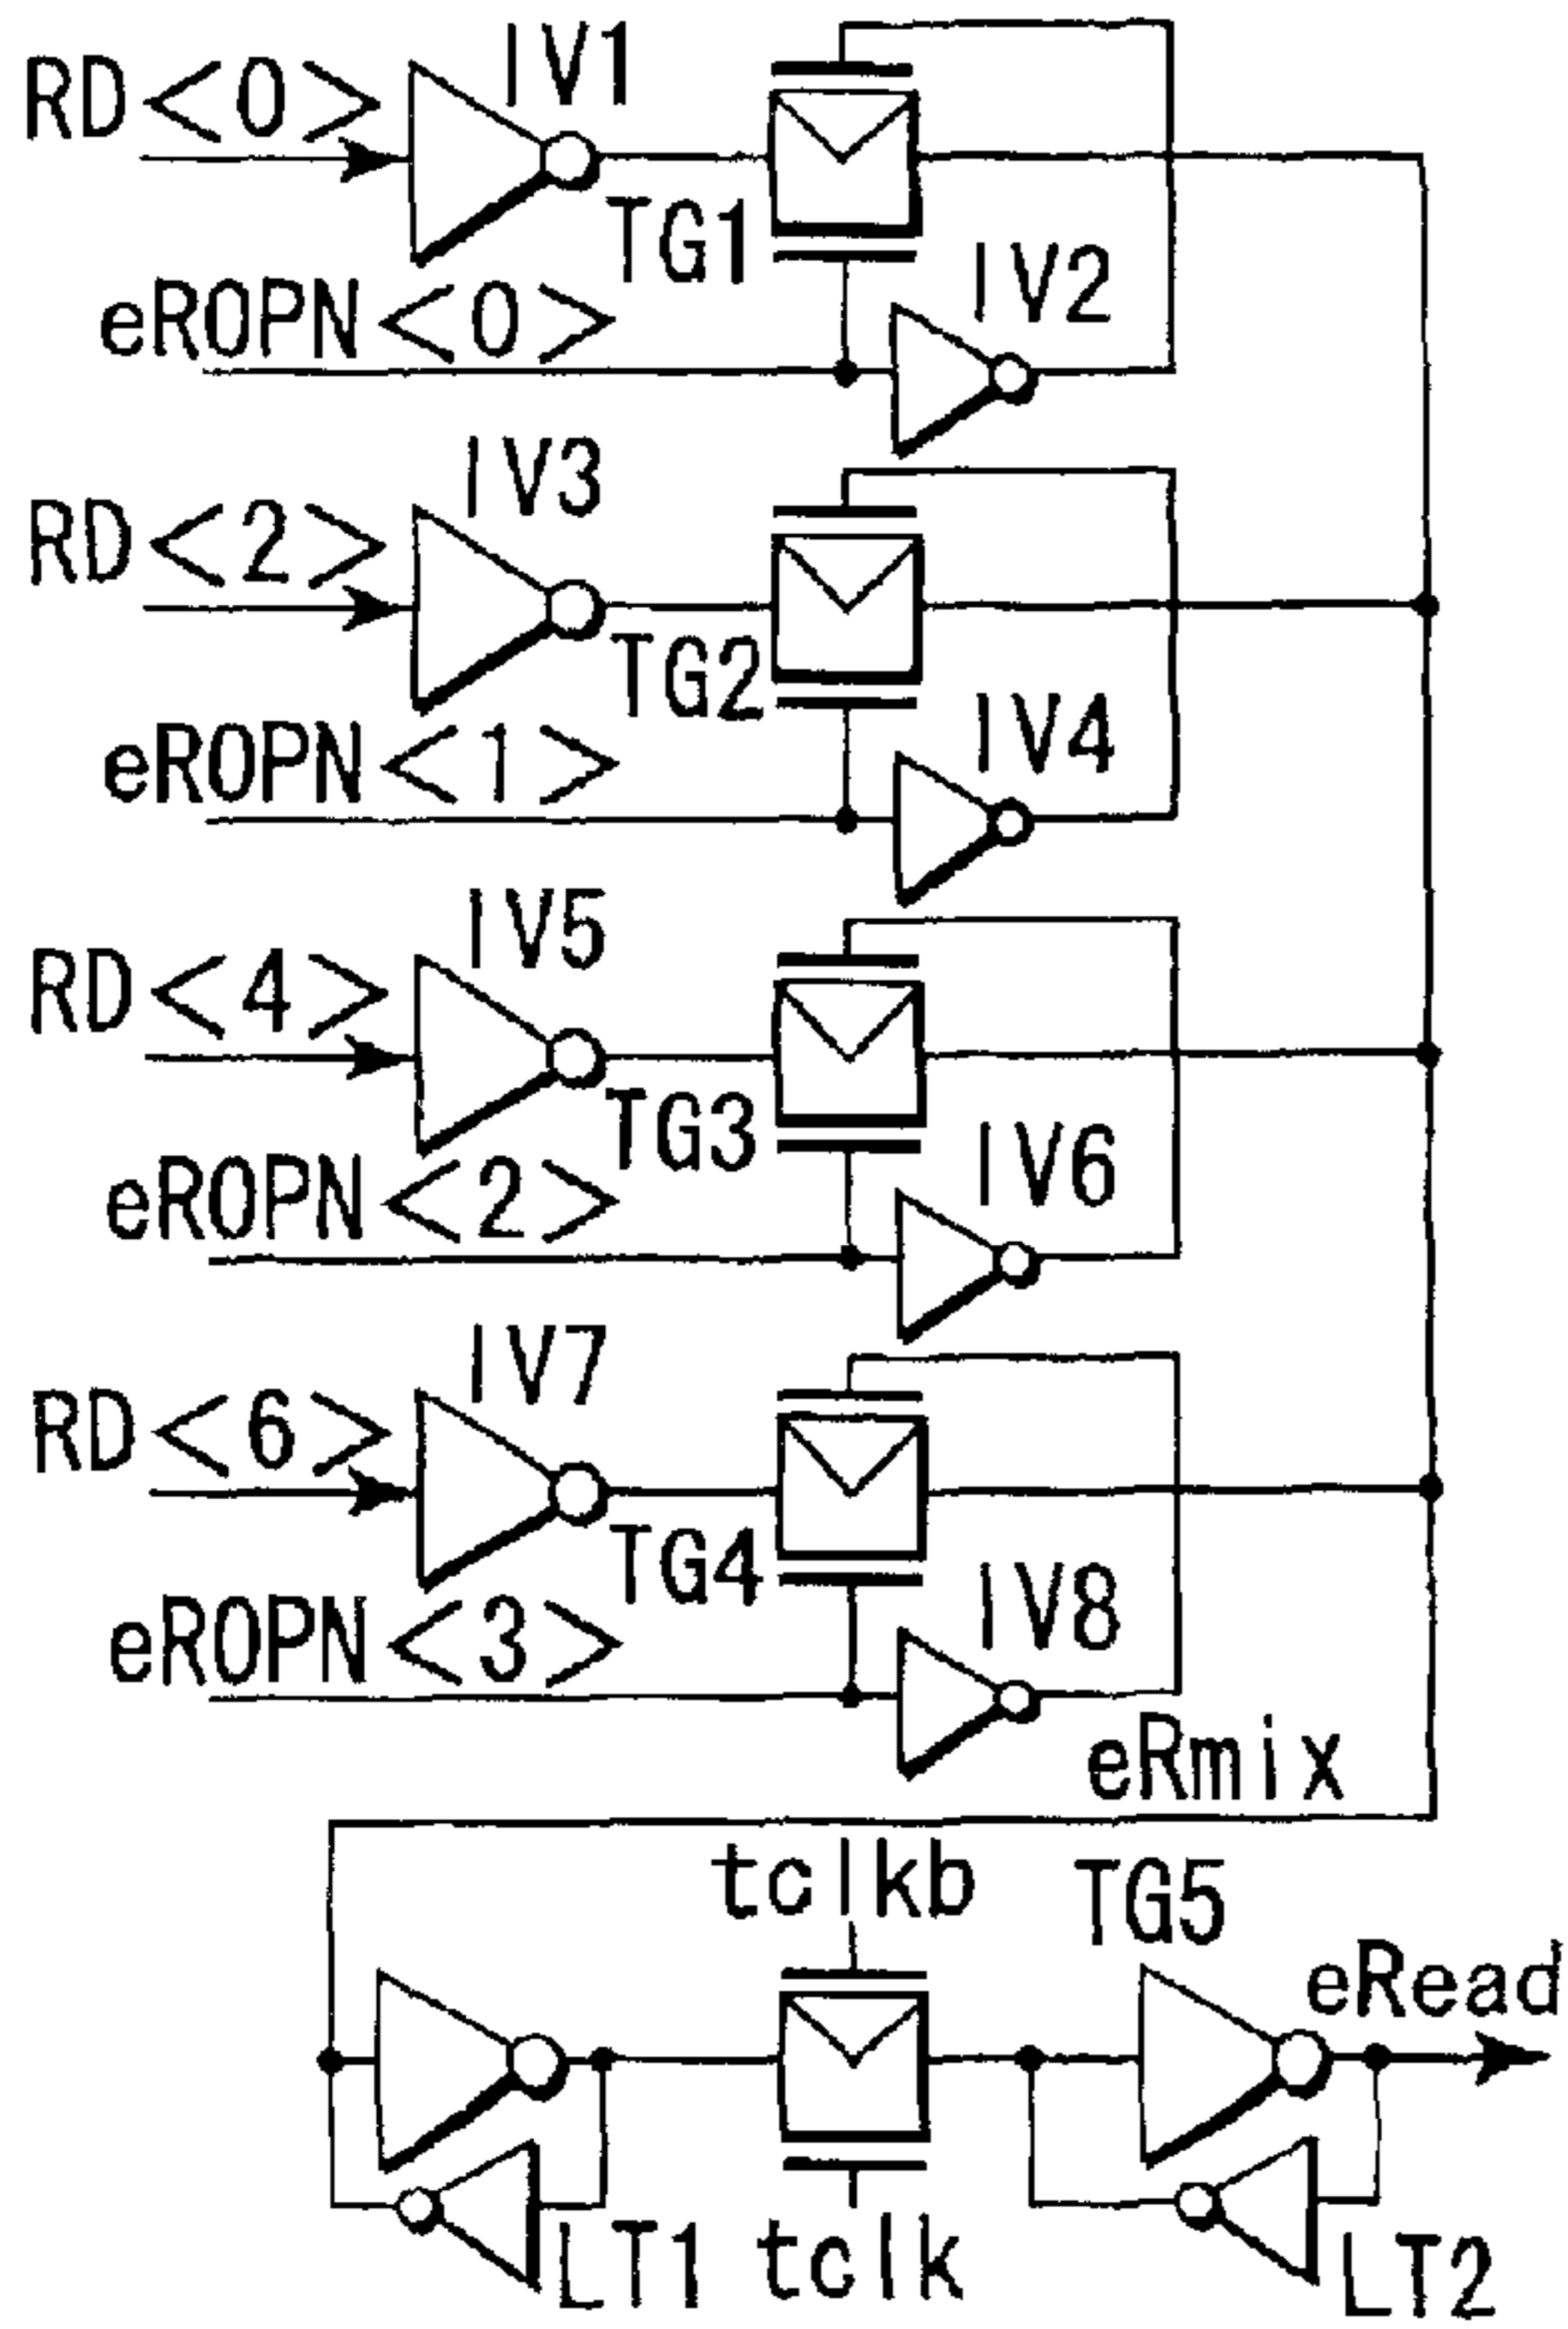 IV1
RD<0>
TG1
IV2
eROPN<0>
IV3
RD<2>
TG2
IV4
eROPN<1>
IV5
RD<4>
TG3
IV6
eROPN<2>
IV7
RD<6>
TG4
IV8
eROPN<3>
eRmix
tclkb
TG5
eRead
LT1
tclk
LT2